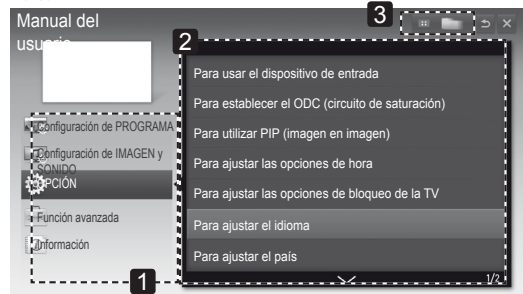 Manual del
usuario
3
2
Para usar el dispositivo de entrada
Para establecer el ODC (circuito de saturación)
Para utilizar PIP (imagen en imagen)
Para ajustar las opciones de hora
Para ajustar las opciones de bloqueo de la TV
Para ajustar el idioma
Para ajustar el país
1/2
Configuración de PROGRAMA
Configuración de IMAGEN y
SONIDO
OPCIÓN
Función avanzada
Información
1